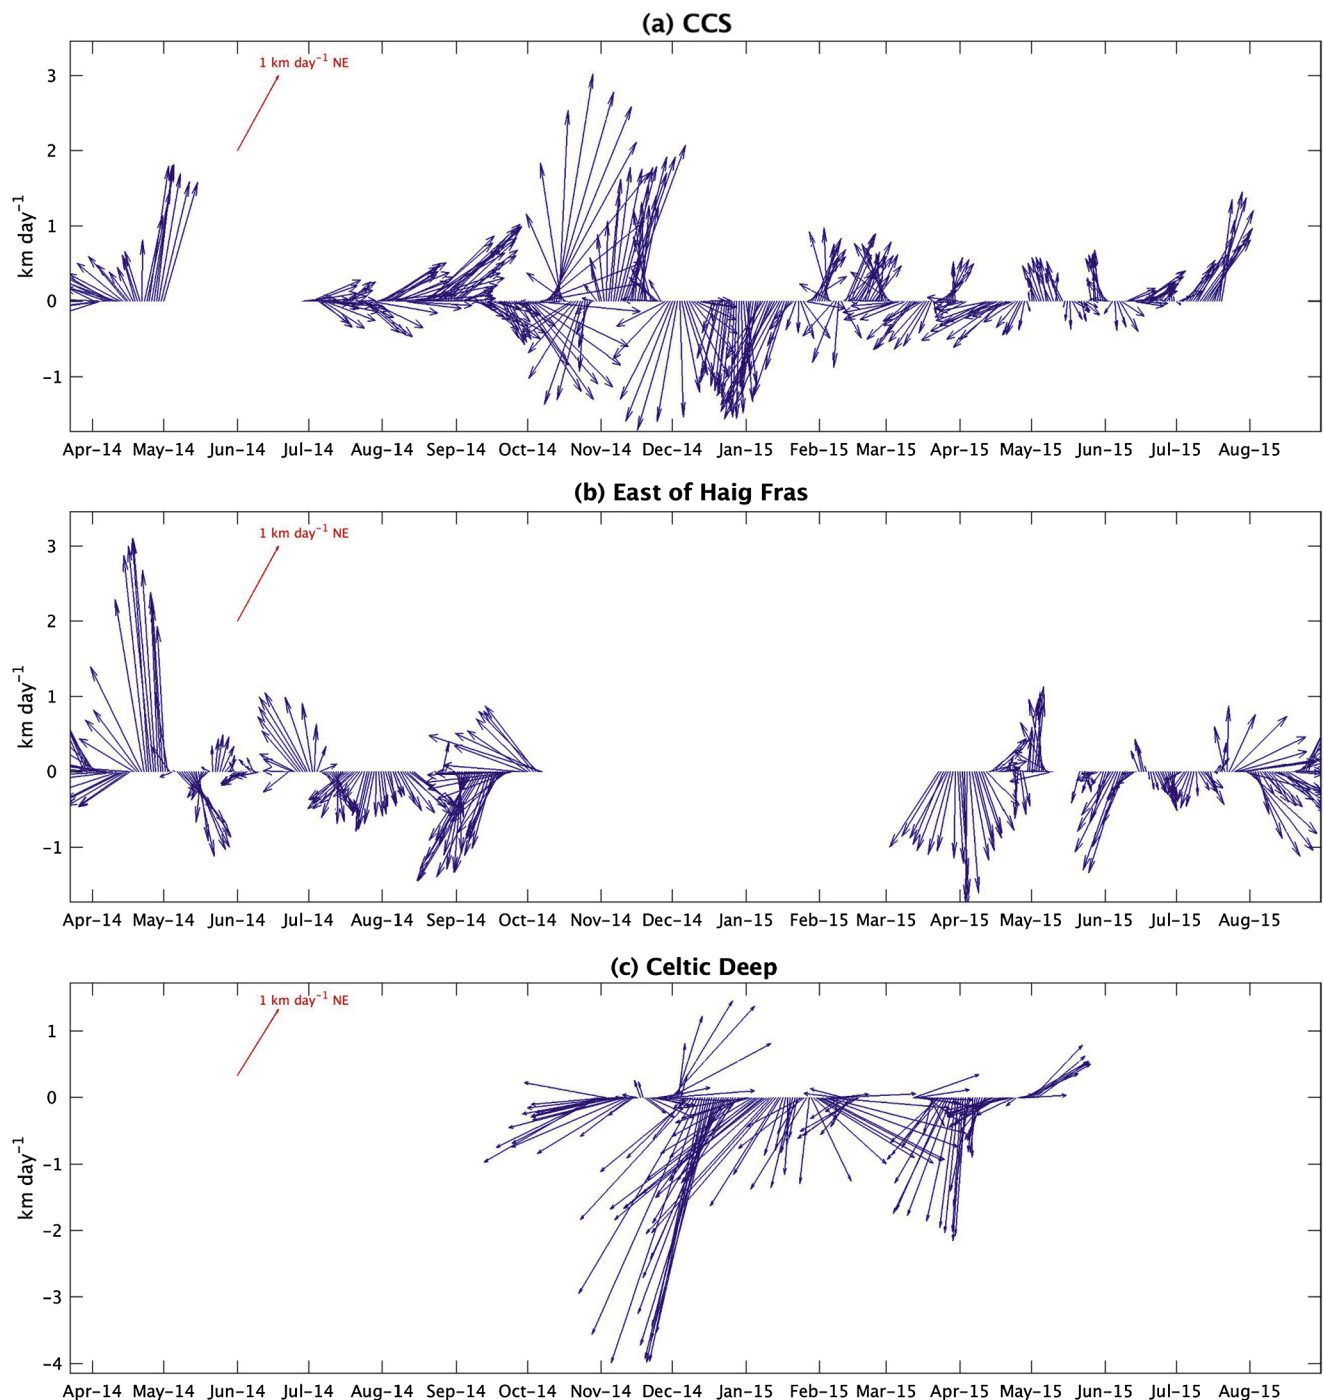 (a) CCS
1 km day⁻¹ NE
3
2
1
0
−1
km day⁻¹
Apr−14 May−14 Jun−14 Jul−14 Aug−14 Sep−14 Oct−14 Nov−14 Dec−14 Jan−15 Feb−15 Mar−15 Apr−15 May−15 Jun−15 Jul−15 Aug−15
(b) East of Haig Fras
1 km day⁻¹ NE
3
2
1
0
−1
km day⁻¹
Apr−14 May−14 Jun−14 Jul−14 Aug−14 Sep−14 Oct−14 Nov−14 Dec−14 Jan−15 Feb−15 Mar−15 Apr−15 May−15 Jun−15 Jul−15 Aug−15
(c) Celtic Deep
1 km day⁻¹ NE
1
0
−1
−2
−3
−4
km day⁻¹
Apr−14 May−14 Jun−14 Jul−14 Aug−14 Sep−14 Oct−14 Nov−14 Dec−14 Jan−15 Feb−15 Mar−15 Apr−15 May−15 Jun−15 Jul−15 Aug−15